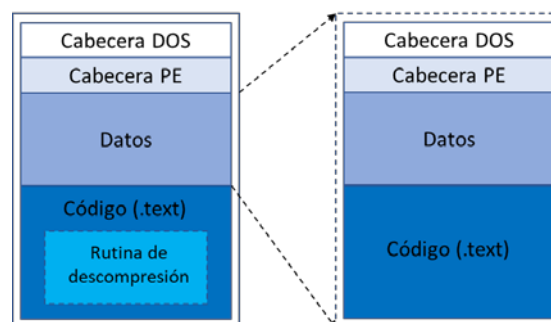 Cabecera DOS
Cabecera PE
Datos
Código (.text)
Rutina de
descompresión
Cabecera DOS
Cabecera PE
Datos
Código (.text)